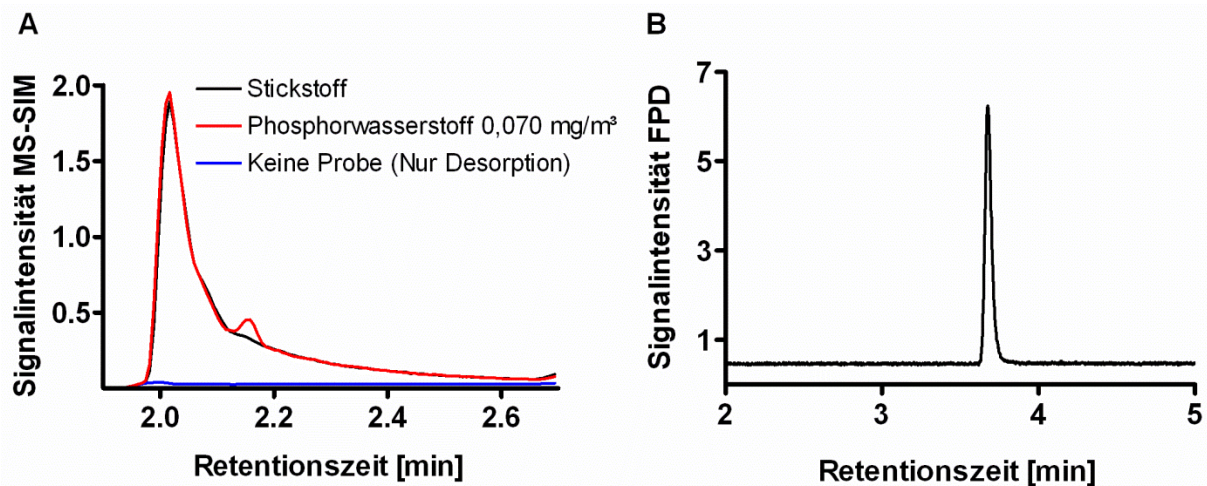 A
Signalintensität MS-SIM
2.0
1.5
1.0
0.5
Stickstoff
Phosphorwasserstoff 0,070 mg/m³
Keine Probe (Nur Desorption)
2.0 2.2 2.4 2.6
Retentionszeit [min]
B
Signalintensität FPD
7
5
3
1
2 3 4 5
Retentionszeit [min]